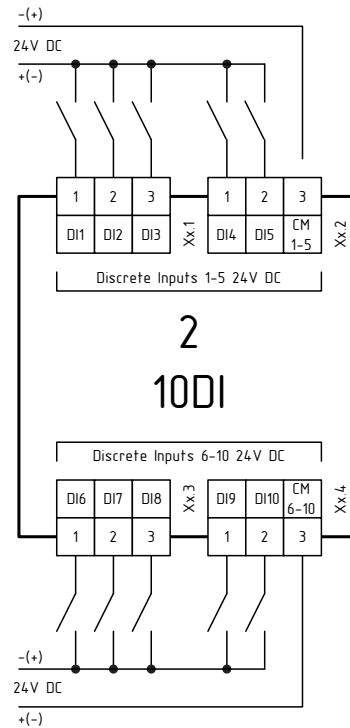 -(+)
24V DC
+(-)
1 2 3 1 2 3
DI1 DI2 DI3 Xx.1 DI4 DI5 CM 1-5 Xx.2
Discrete Inputs 1-5 24V DC
2
10DI
Discrete Inputs 6-10 24V DC
DI6 DI7 DI8 Xx.3 DI9 DI10 CM 6-10 Xx.4
1 2 3 1 2 3
-(+)
24V DC
+(-)